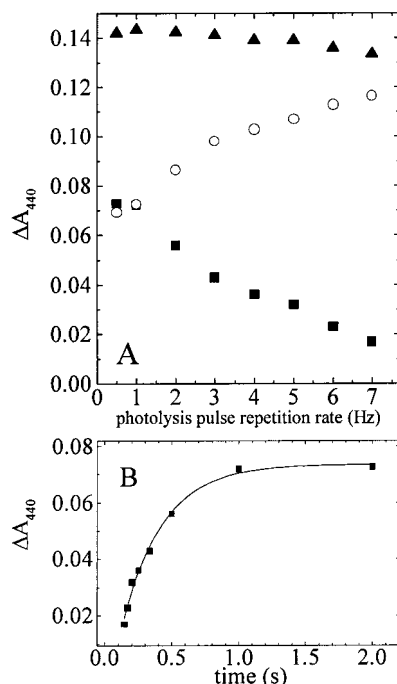 0.14
0.12
0.10
ΔA440
0.08
0.06
0.04
0.02
A
0.00
0 1 2 3 4 5 6 7
photolysis pulse repetition rate (Hz)
0.08
B
0.06
ΔA440
0.04
0.02
0.0 0.5 1.0 1.5 2.0
time (s)